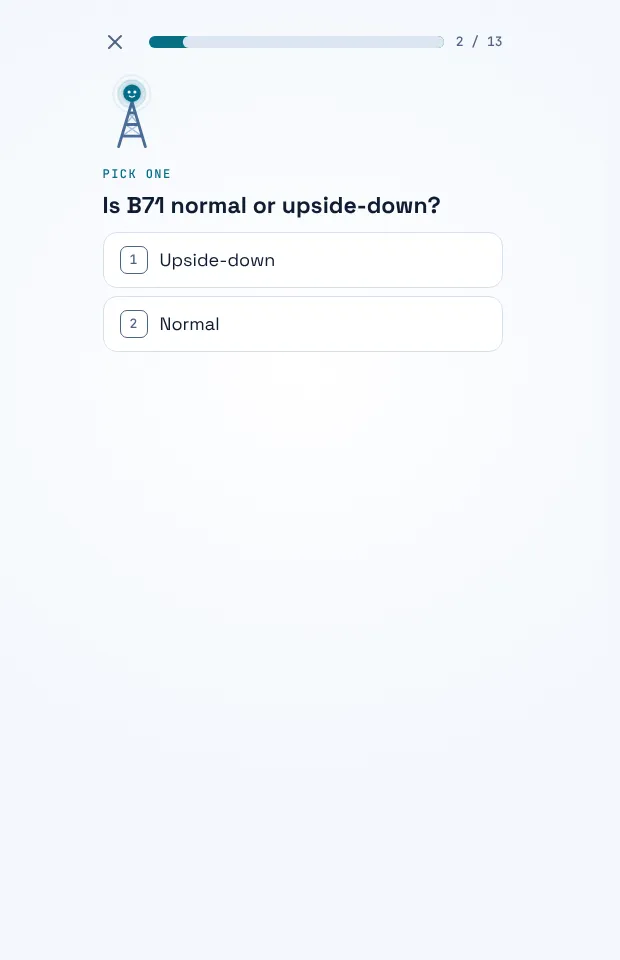 2 / 13
PICK ONE
Is B71 normal or upside-down?
1 Upside-down
2 Normal